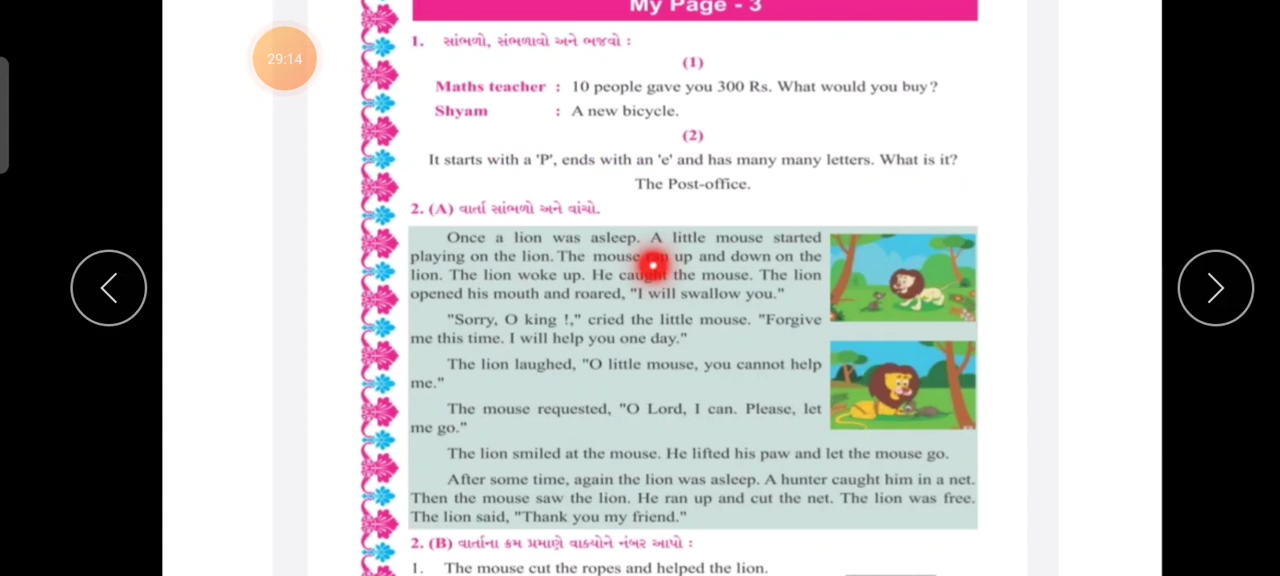 My Page - 3
29:14
1. સાંભળો, સંભળાવો અને ભજવો :
(1)
Maths teacher : 10 people gave you 300 Rs. What would you buy?
Shyam : A new bicycle.
(2)
It starts with a 'P', ends with an 'e' and has many many letters. What is it?
The Post-office.
2. (A) વાર્તા સાંભળો અને વાંચો.
Once a lion was asleep. A little mouse started
playing on the lion. The mouse ran up and down on the
lion. The lion woke up. He caught the mouse. The lion
opened his mouth and roared, "I will swallow you."
"Sorry, O king !," cried the little mouse. "Forgive
me this time. I will help you one day."
The lion laughed, "O little mouse, you cannot help
me."
The mouse requested, "O Lord, I can. Please, let
me go."
The lion smiled at the mouse. He lifted his paw and let the mouse go.
After some time, again the lion was asleep. A hunter caught him in a net.
Then the mouse saw the lion. He ran up and cut the net. The lion was free.
The lion said, "Thank you my friend."
2. (B) વાર્તાના ક્રમ પ્રમાણે વાક્યોને નંબર આપો :
1. The mouse cut the ropes and helped the lion.